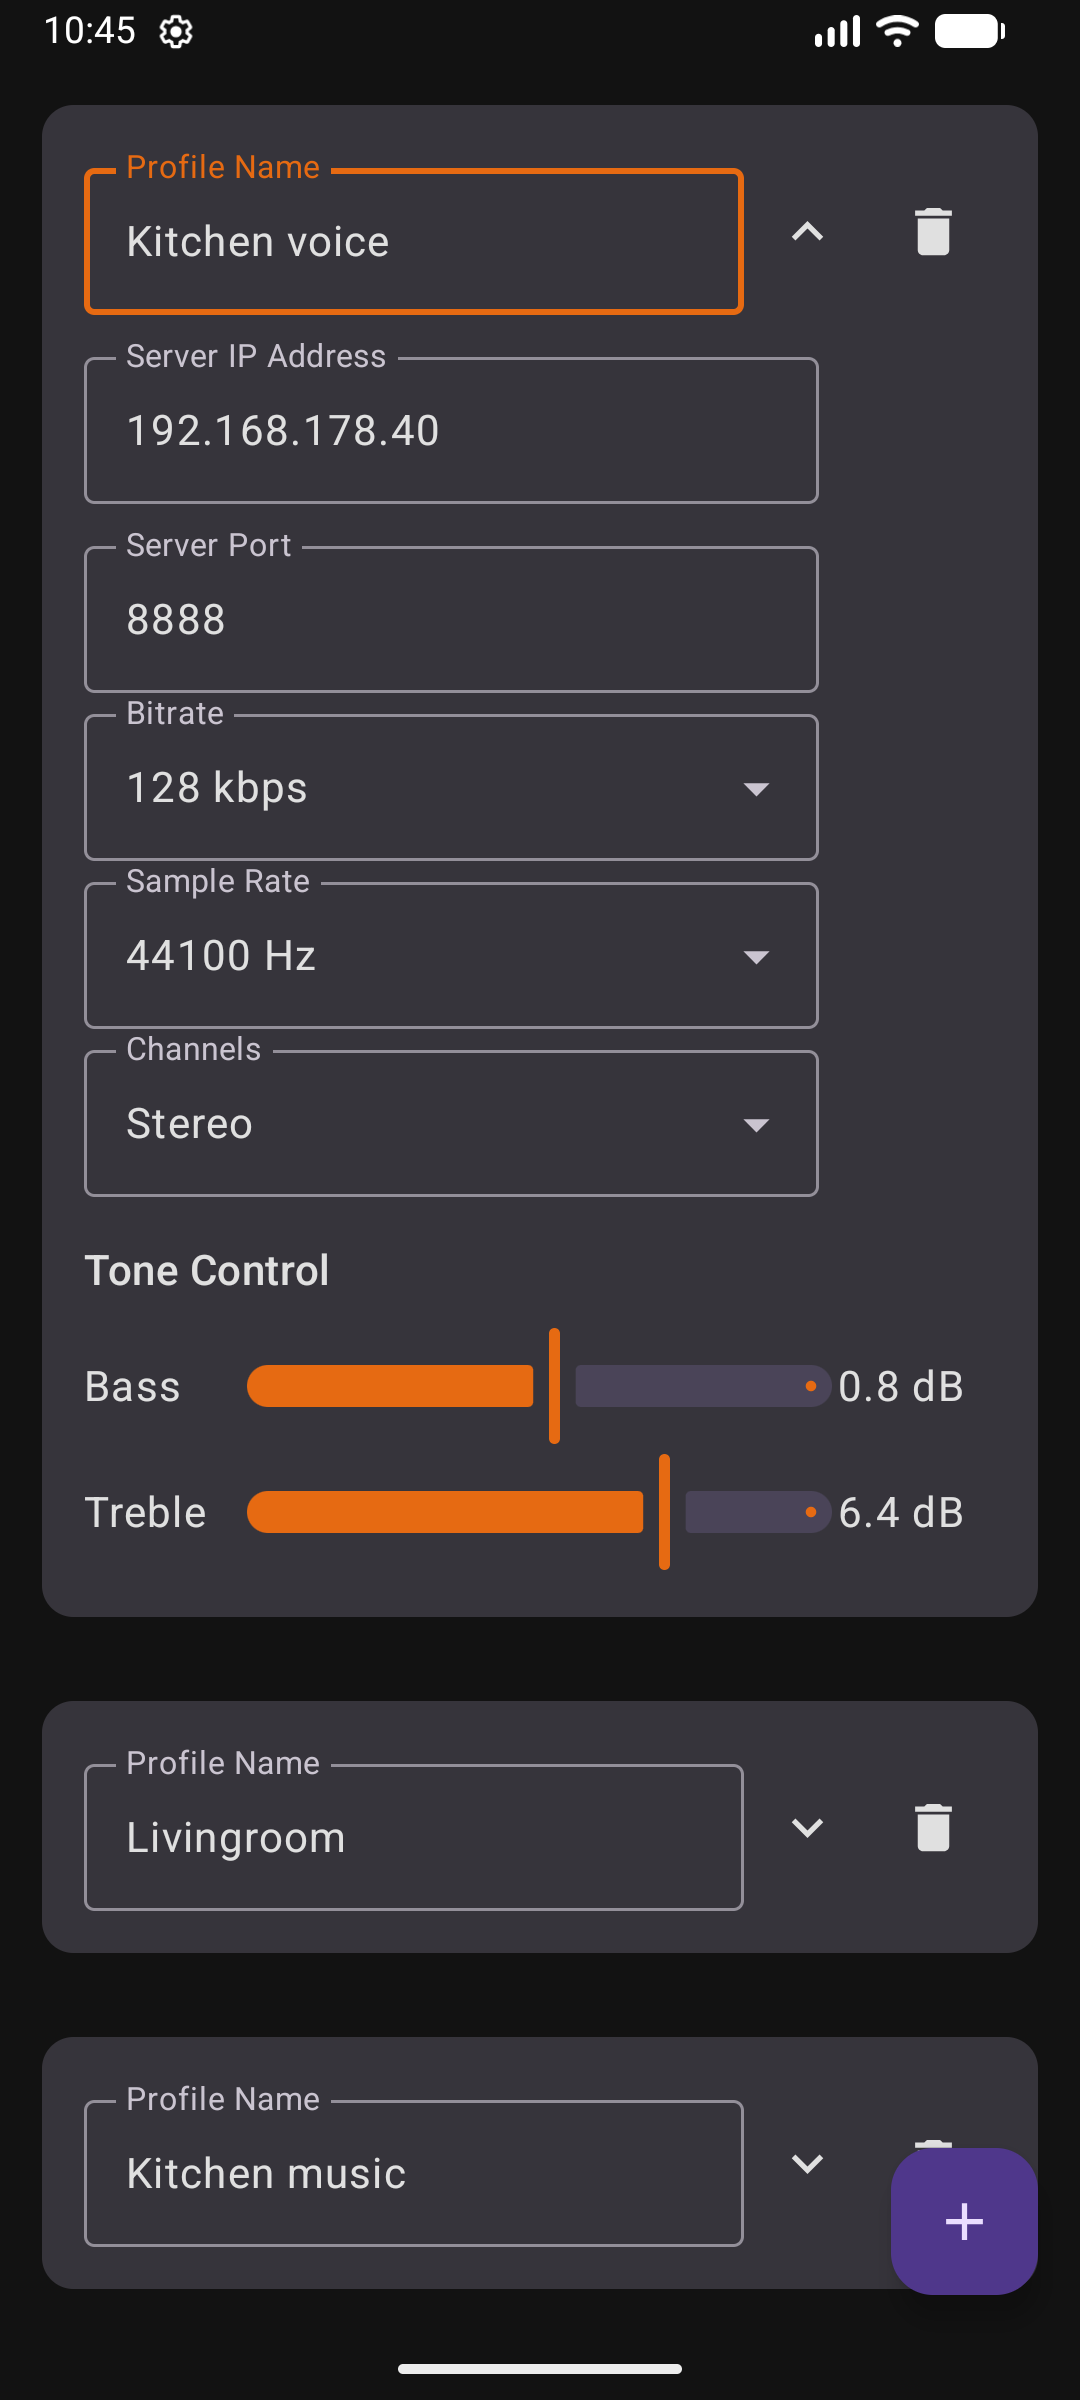 10:45
Profile Name
Kitchen voice
Server IP Address
192.168.178.40
Server Port
8888
Bitrate
128 kbps
Sample Rate
44100 Hz
Channels
Stereo
Tone Control
Bass 0.8 dB
Treble 6.4 dB
Profile Name
Livingroom
Profile Name
Kitchen music